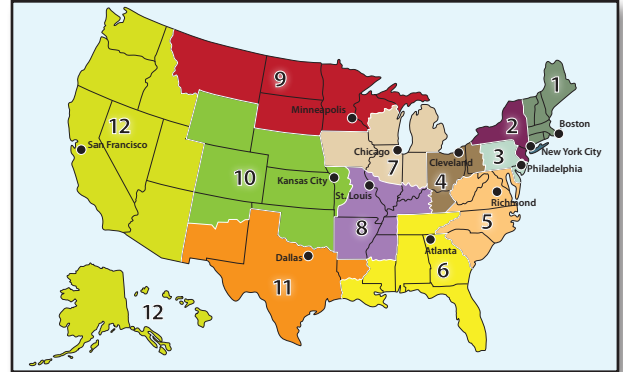 1
9
Minneapolis
Boston
2
12
San Francisco
Chicago
New York City
3
Cleveland
7
Philadelphia
10
Kansas City
4
St. Louis
Richmond
5
8
Atlanta
Dallas
6
11
12